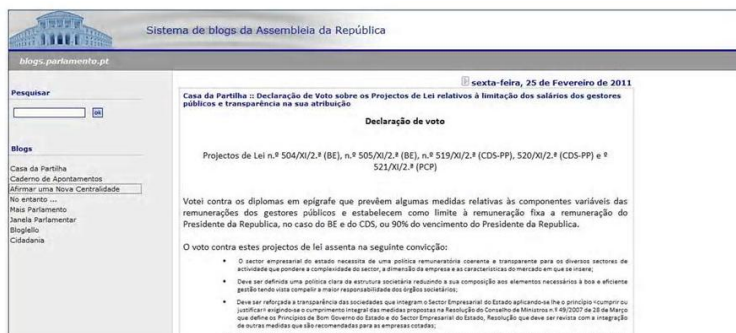 Sistema de blogs da Assembleia da República
blogs.parlamento.pt
sexta-feira, 25 de Fevereiro de 2011
Pesquisar
ok
Blogs
Casa da Partilha
Caderno de Apontamentos
Afirmar uma Nova Centralidade
No entanto ...
Mais Parlamento
Janela Parlamentar
Bloglello
Cidadania
Casa da Partilha :: Declaração de Voto sobre os Projectos de Lei relativos à limitação dos salários dos gestores
públicos e transparência na sua atribuição
Declaração de voto
Projectos de Lei n.º 504/XI/2.ª (BE), n.º 505/XI/2.ª (BE), n.º 519/XI/2.ª (CDS-PP), 520/XI/2.ª (CDS-PP) e º
521/XI/2.ª (PCP)
Votei contra os diplomas em epígrafe que prevêem algumas medidas relativas às componentes variáveis das
remunerações dos gestores públicos e estabelecem como limite à remuneração fixa a remuneração do
Presidente da Republica, no caso do BE e do CDS, ou 90% do vencimento do Presidente da Republica.
O voto contra estes projectos de lei assenta na seguinte convicção:
• O sector empresarial do estado necessita de uma política remuneratória coerente e transparente para os diversos sectores de
actividade que pondere a complexidade do sector, a dimensão da empresa e as características do mercado em que se insere;
• Deve ser definida uma política clara da estrutura societária reduzindo a sua composição aos elementos necessários à boa e eficiente
gestão tendo vista compelir a maior responsabilidade dos órgãos societários;
• Deve ser reforçada a transparência das sociedades que integram o Sector Empresarial do Estado aplicando-se lhe o princípio «cumprir ou
justificar» exigindo-se o cumprimento integral das medidas propostas na Resolução do Conselho de Ministros n.º 49/2007 de 28 de Março
que define os Princípios de Bom Governo do Estado e do Sector Empresarial do Estado, Resolução que deve ser revista com a integração
de outras medidas que são recomendadas para as empresas cotadas;